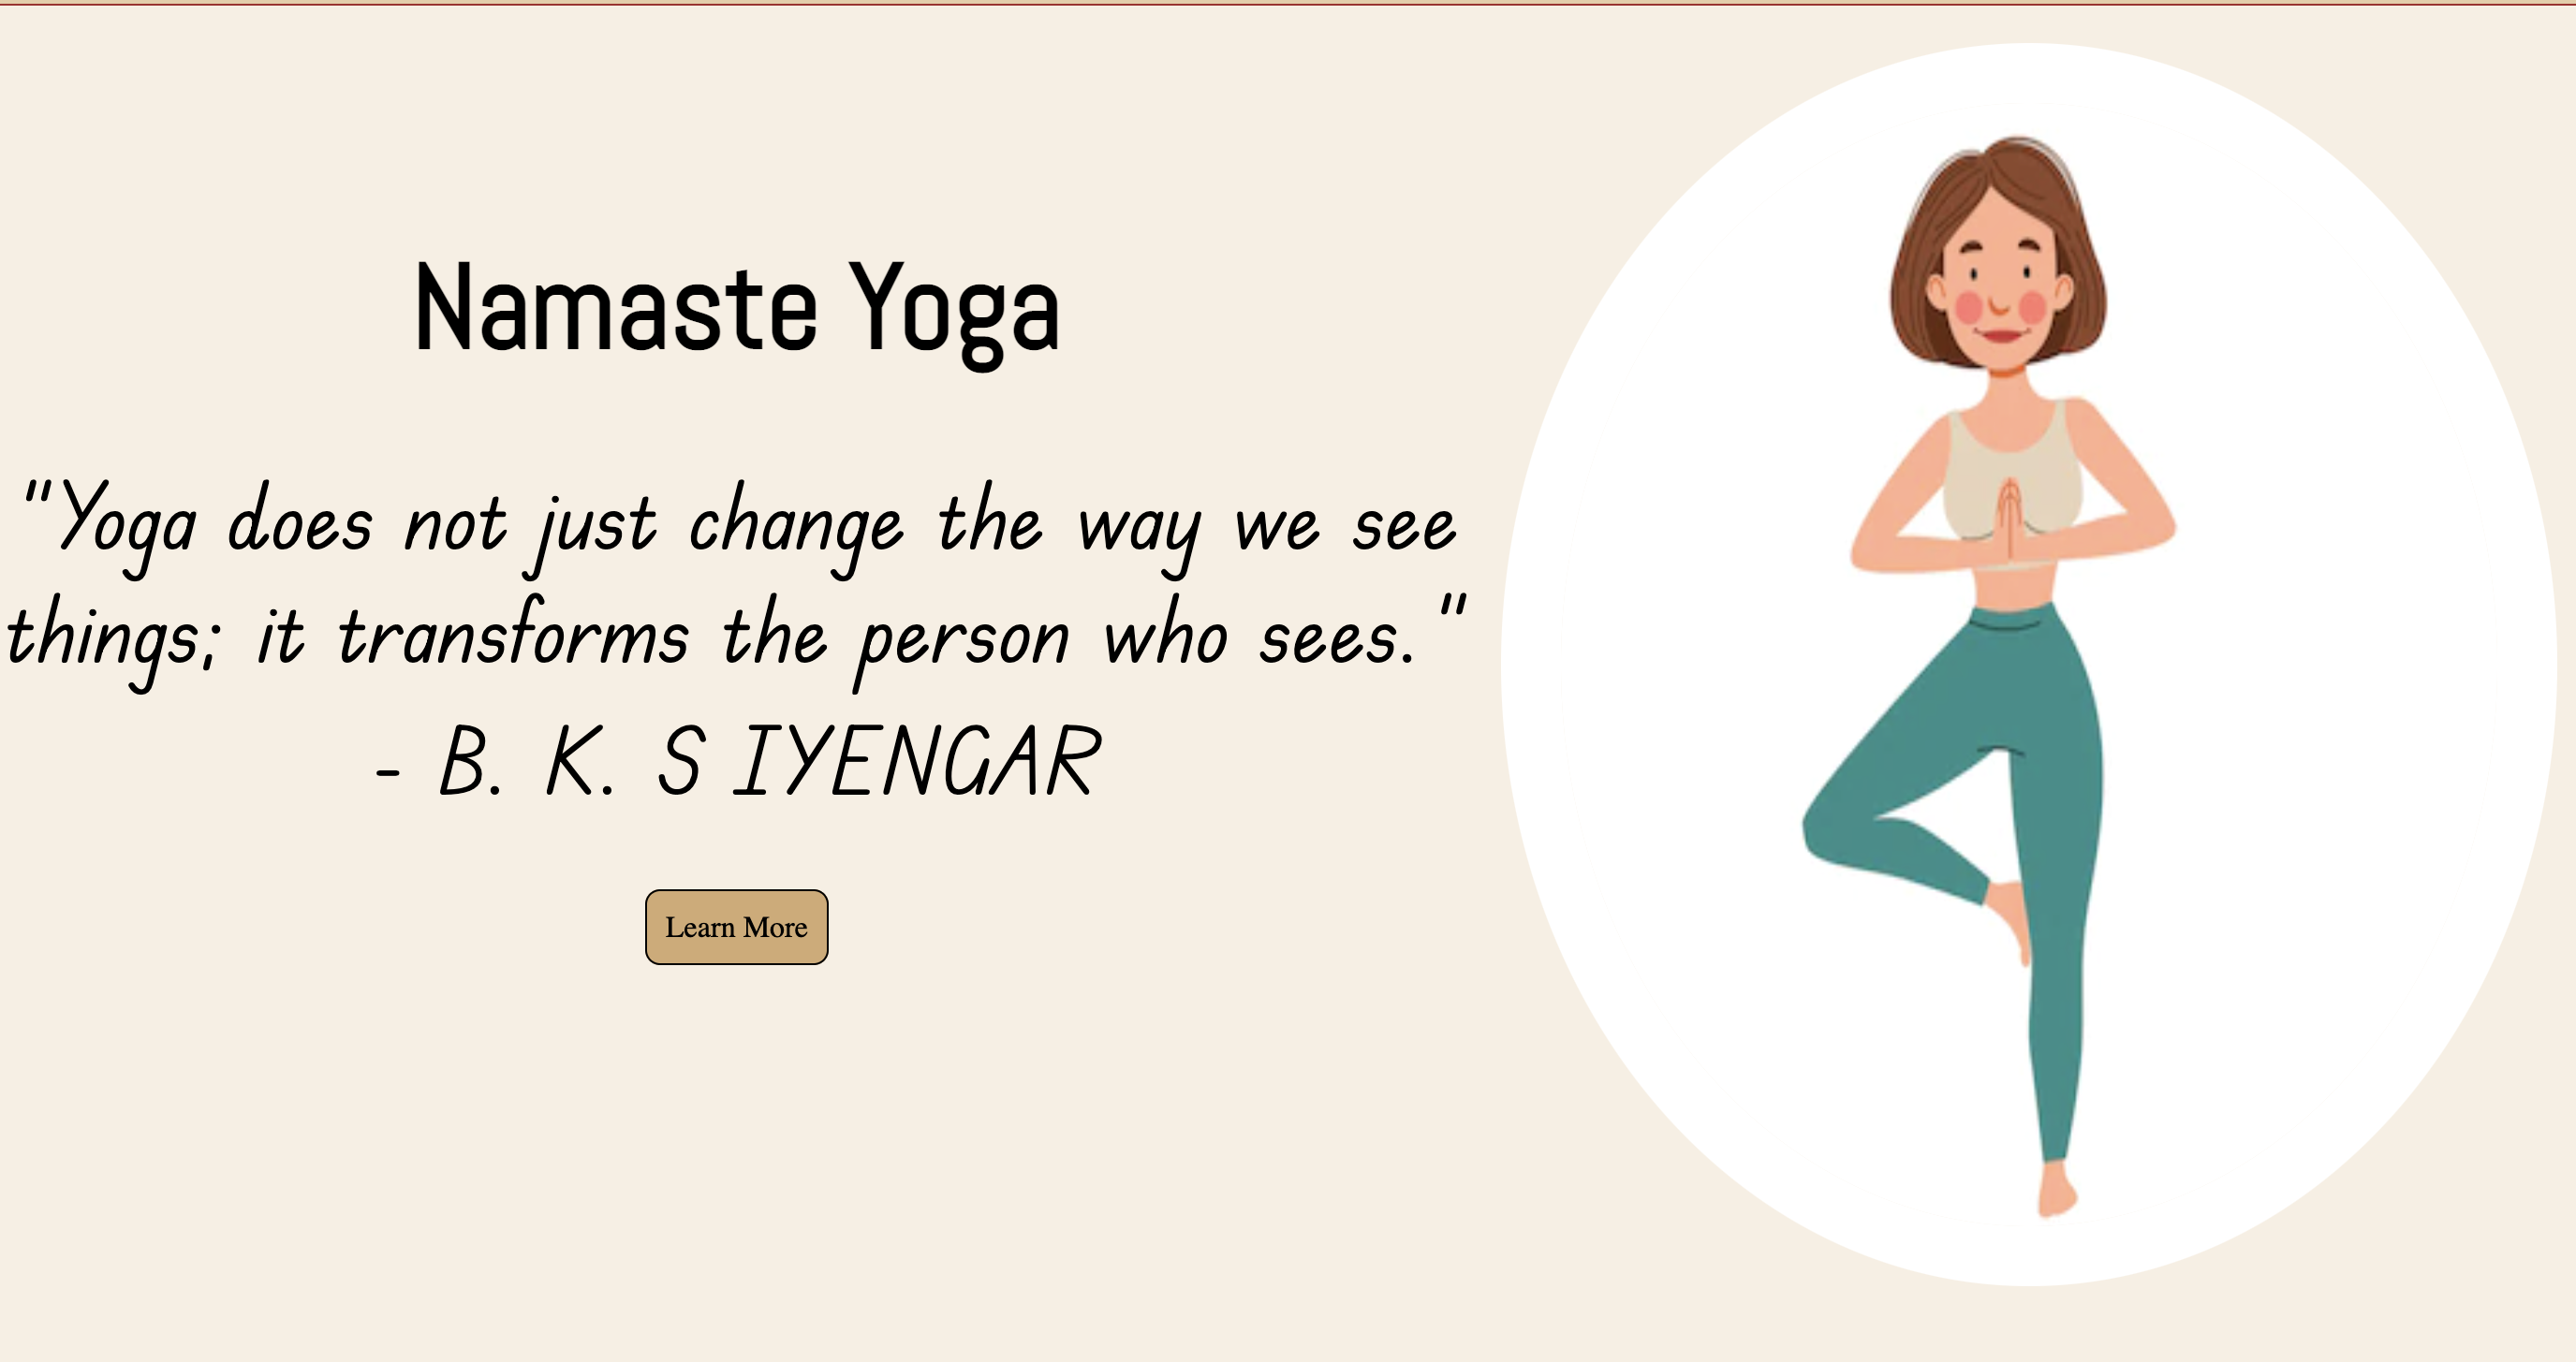 Namaste Yoga
"Yoga does not just change the way we see
things; it transforms the person who sees."
- B. K. S IYENGAR
Learn More